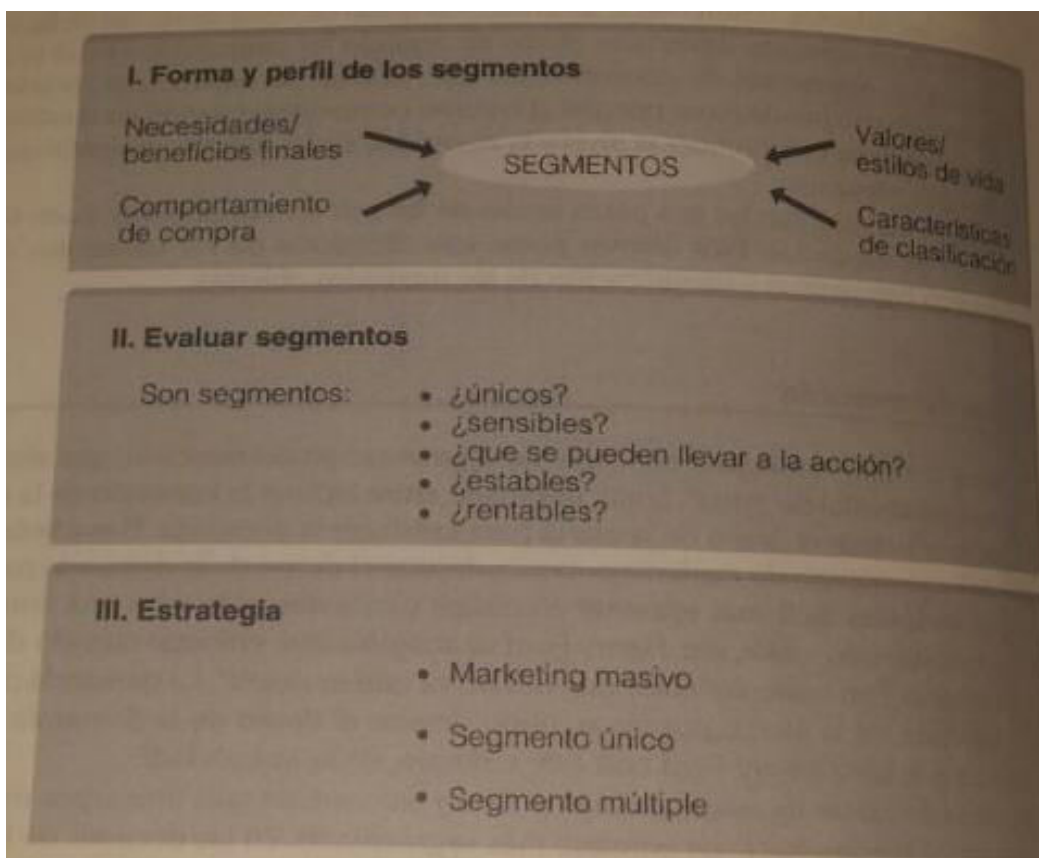 I. Forma y perfil de los segmentos
Necesidades/
beneficios finales
Comportamiento
de compra
SEGMENTOS
Valores/
estilos de vida
Características
de clasificación
II. Evaluar segmentos
Son segmentos:
• ¿únicos?
• ¿sensibles?
• ¿que se pueden llevar a la acción?
• ¿estables?
• ¿rentables?
III. Estrategia
• Marketing masivo
• Segmento único
• Segmento múltiple